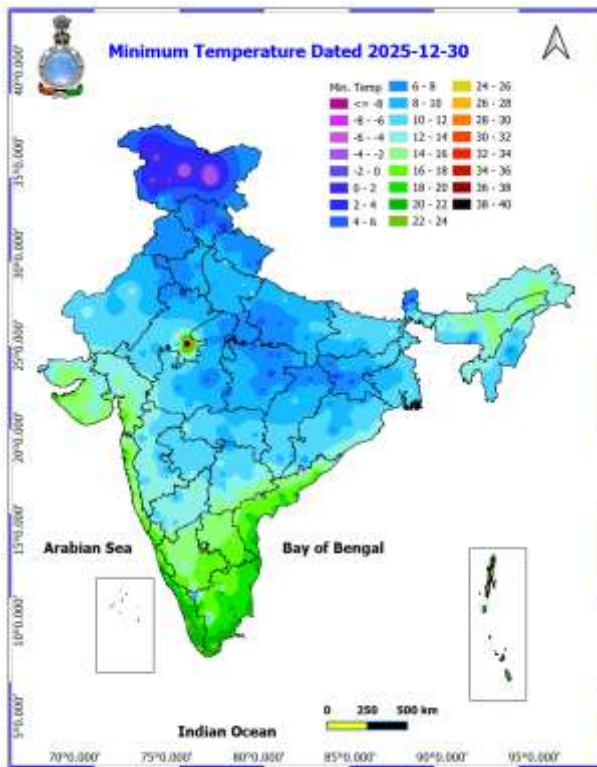 Minimum Temperature Dated 2025-12-30
Min. Temp
<= -8
-8 - -6
-6 - -4
-4 - -2
-2 - 0
0 - 2
2 - 4
4 - 6
6 - 8
8 - 10
10 - 12
12 - 14
14 - 16
16 - 18
18 - 20
20 - 22
22 - 24
24 - 26
26 - 28
28 - 30
30 - 32
32 - 34
34 - 36
36 - 38
38 - 40
40°0.000'
35°0.000'
30°0.000'
25°0.000'
20°0.000'
15°0.000'
10°0.000'
5°0.000'
Arabian Sea
Bay of Bengal
0 250 500 km
Indian Ocean
70°0.000' 75°0.000' 80°0.000' 85°0.000' 90°0.000' 95°0.000'